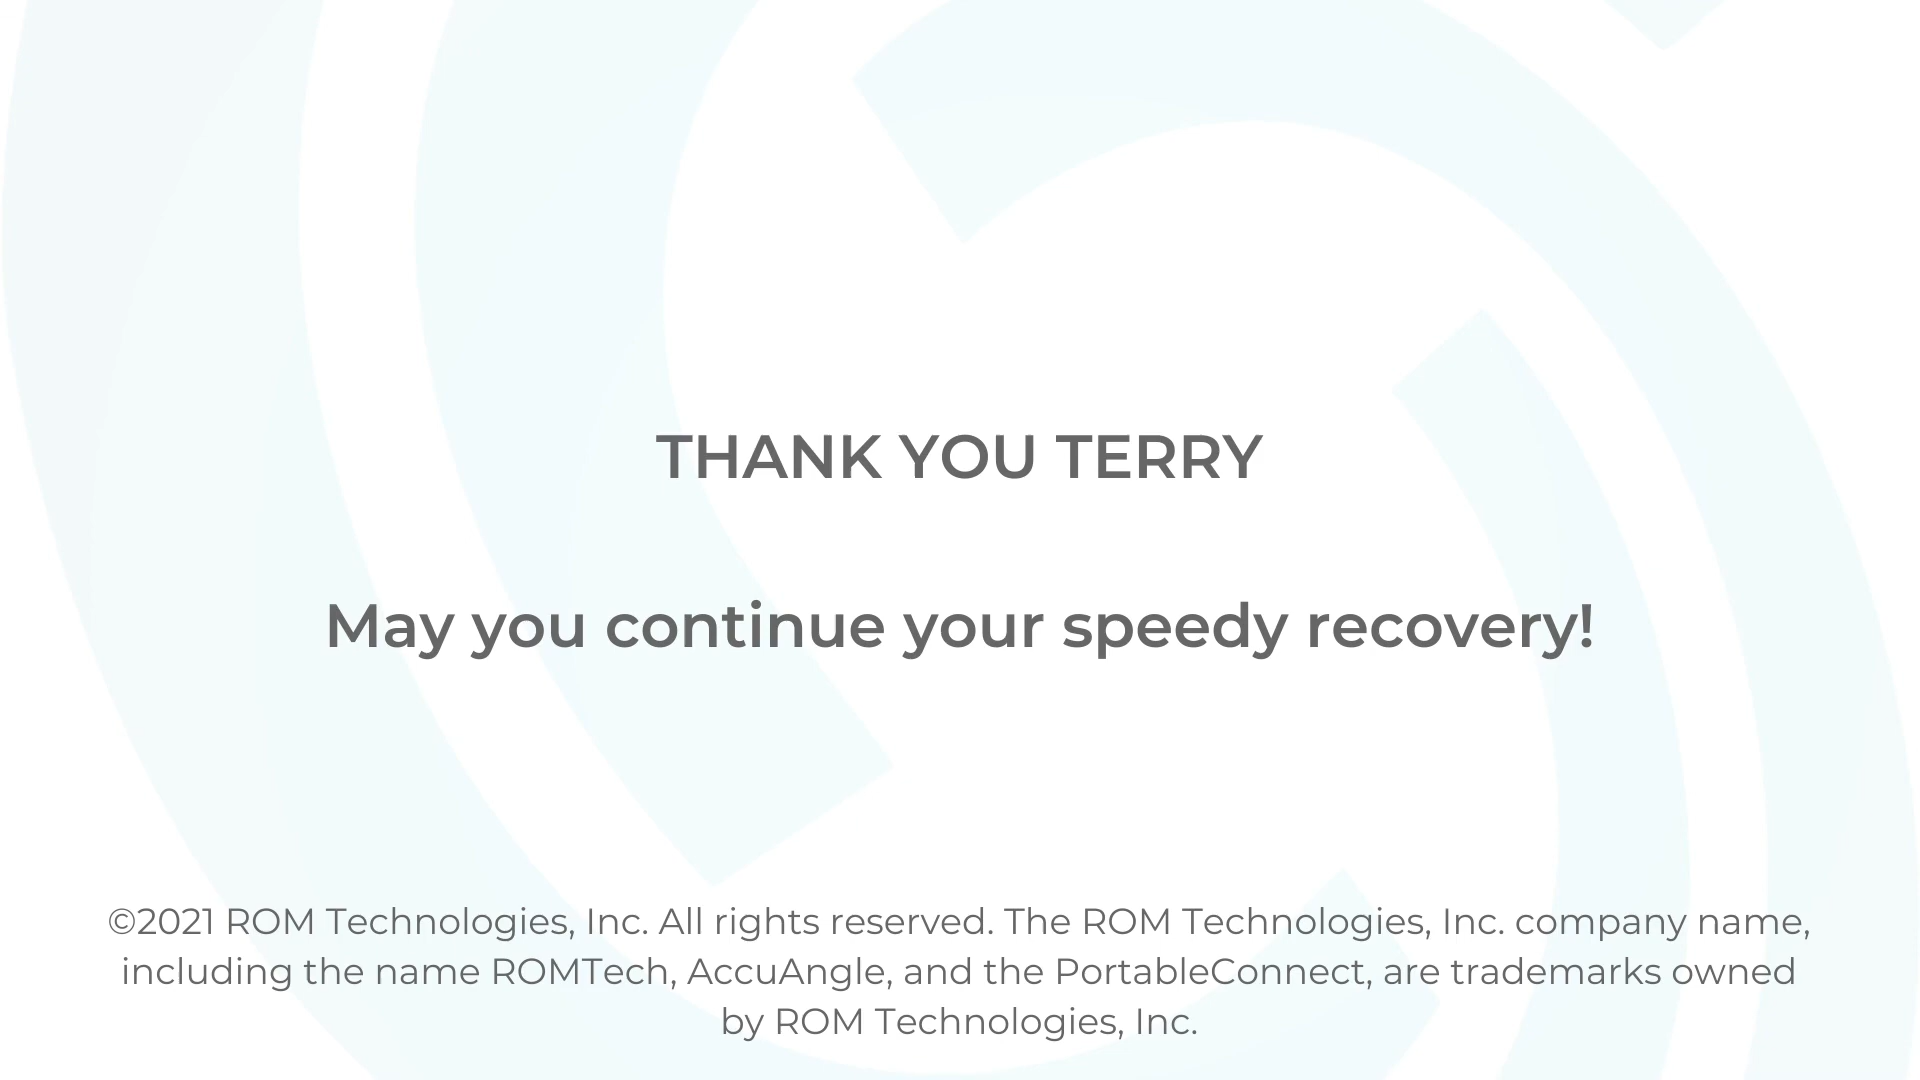 THANK YOU TERRY
May you continue your speedy recovery!
©2021 ROM Technologies, Inc. All rights reserved. The ROM Technologies, Inc. company name,
including the name ROMTech, AccuAngle, and the PortableConnect, are trademarks owned
by ROM Technologies, Inc.